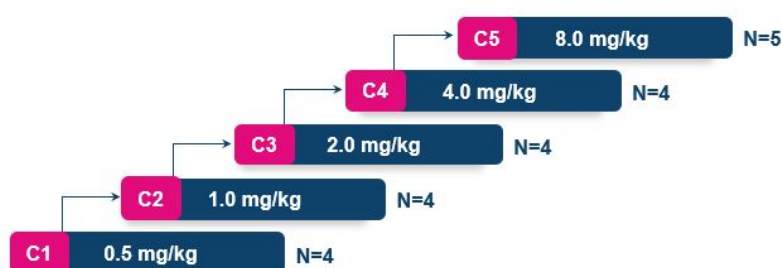 C5 8.0 mg/kg N=5
C4 4.0 mg/kg N=4
C3 2.0 mg/kg N=4
C2 1.0 mg/kg N=4
C1 0.5 mg/kg N=4